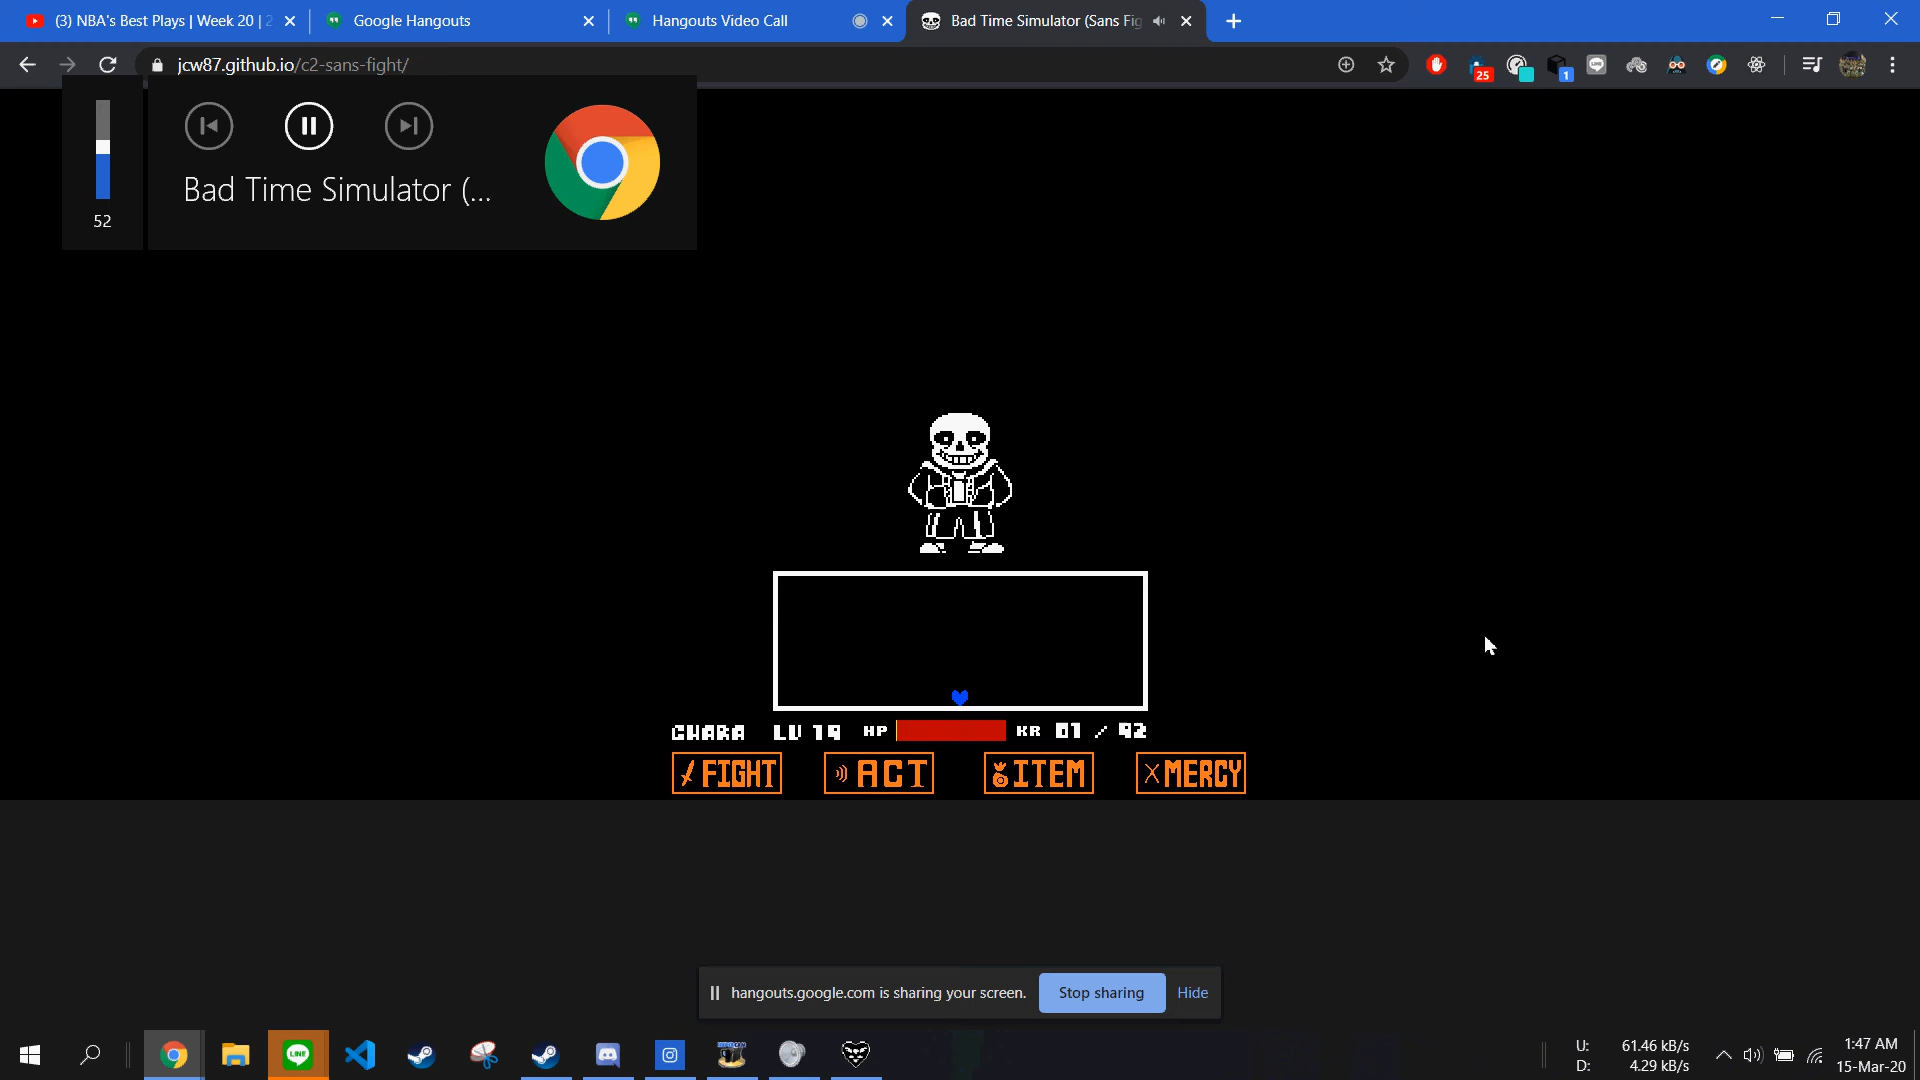 (3) NBA's Best Plays | Week 20 | 2
Google Hangouts
Hangouts Video Call
Bad Time Simulator (Sans Fig
jcw87.github.io/c2-sans-fight/
25
1
Bad Time Simulator (...
52
CHARA LV 19 HP KR 01 / 92
FIGHT ACT ITEM MERCY
hangouts.google.com is sharing your screen. Stop sharing Hide
LINE
U: 61.46 kB/s
D: 4.29 kB/s
1:47 AM
15-Mar-20